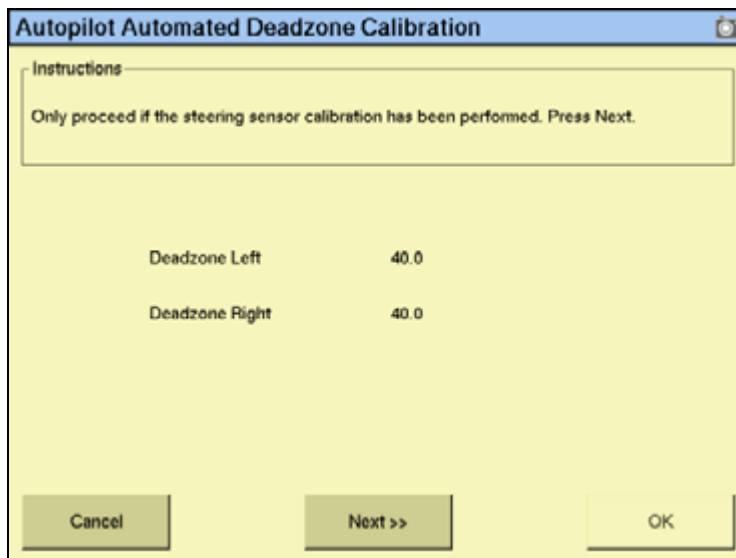 Autopilot Automated Deadzone Calibration
Instructions
Only proceed if the steering sensor calibration has been performed. Press Next.
Deadzone Left 40.0
Deadzone Right 40.0
Cancel Next >> OK